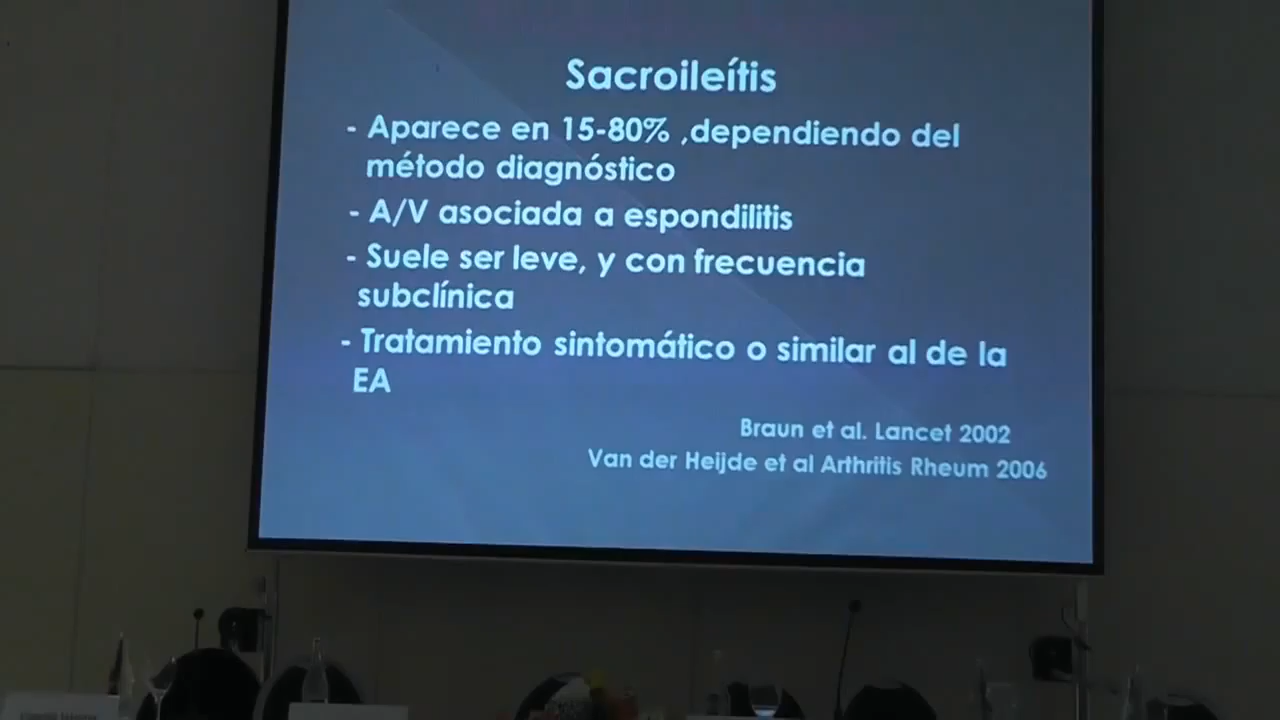 Sacroileítis
- Aparece en 15-80% ,dependiendo del
método diagnóstico
- A/V asociada a espondilitis
- Suele ser leve, y con frecuencia
subclínica
- Tratamiento sintomático o similar al de la
EA
Braun et al. Lancet 2002
Van der Heijde et al Arthritis Rheum 2006